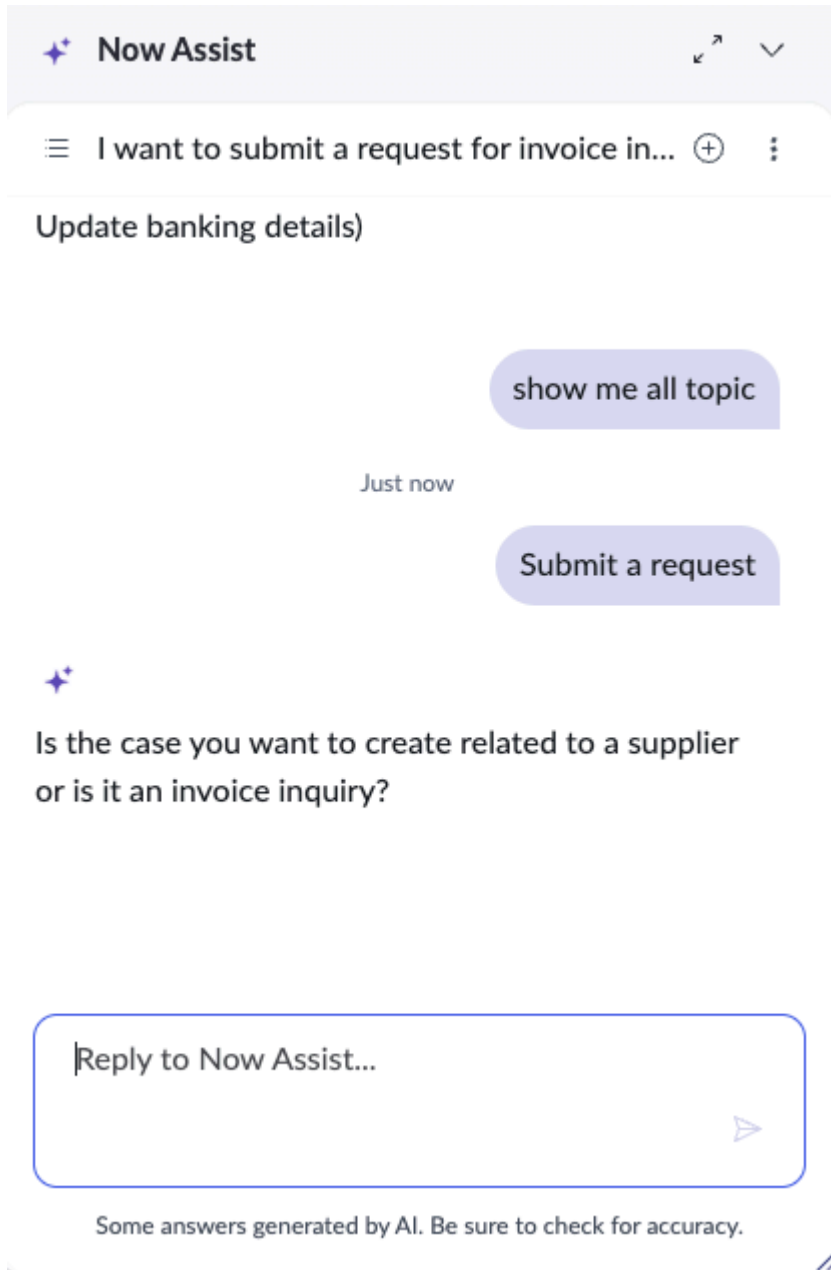 Now Assist
I want to submit a request for invoice in...
Update banking details)
show me all topic
Just now
Submit a request
Is the case you want to create related to a supplier
or is it an invoice inquiry?
Reply to Now Assist...
Some answers generated by AI. Be sure to check for accuracy.